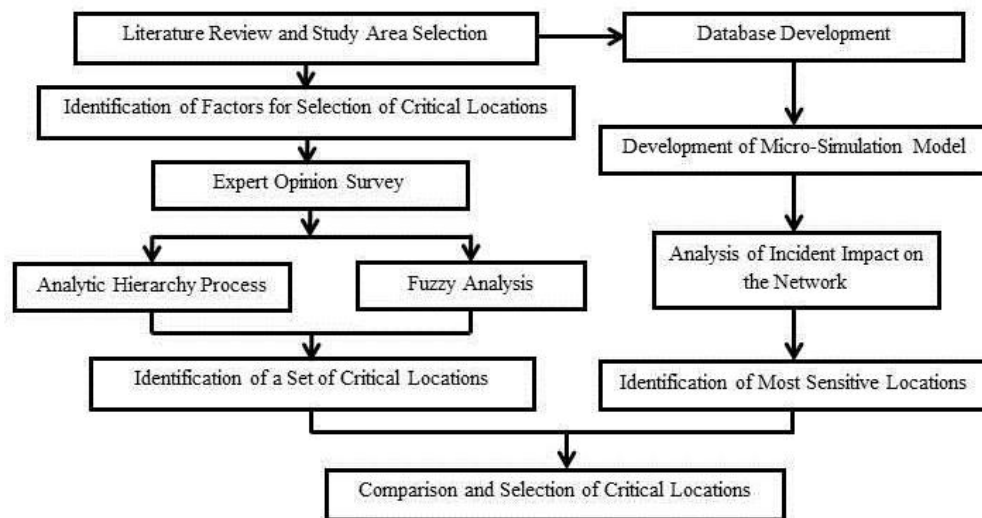 Literature Review and Study Area Selection
Database Development
Identification of Factors for Selection of Critical Locations
Development of Micro-Simulation Model
Expert Opinion Survey
Analytic Hierarchy Process
Fuzzy Analysis
Analysis of Incident Impact on
the Network
Identification of a Set of Critical Locations
Identification of Most Sensitive Locations
Comparison and Selection of Critical Locations